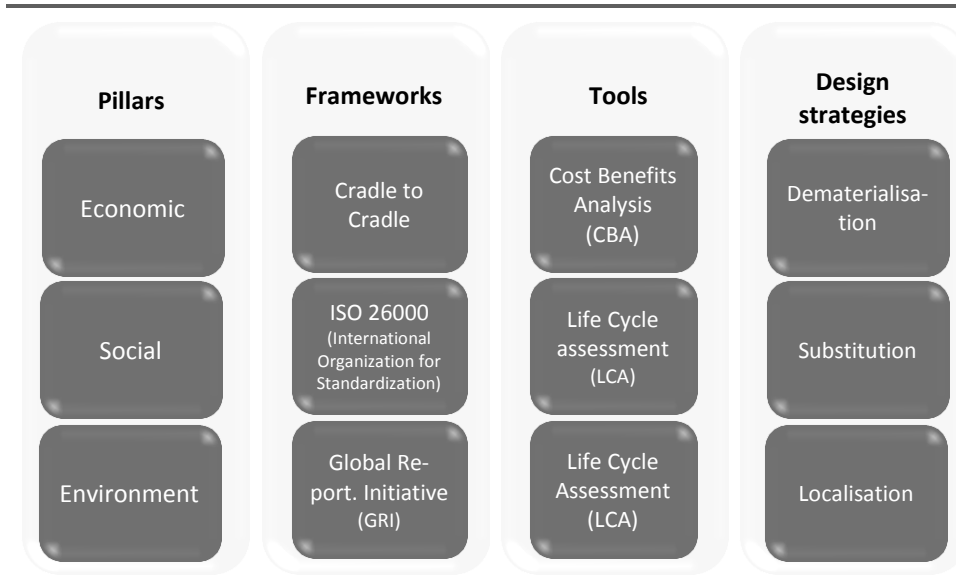 Pillars
Economic
Social
Environment
Frameworks
Cradle to
Cradle
ISO 26000
(International
Organization for
Standardization)
Global Re-
port. Initiative
(GRI)
Tools
Cost Benefits
Analysis
(CBA)
Life Cycle
assessment
(LCA)
Life Cycle
Assessment
(LCA)
Design
strategies
Dematerialisa-
tion
Substitution
Localisation